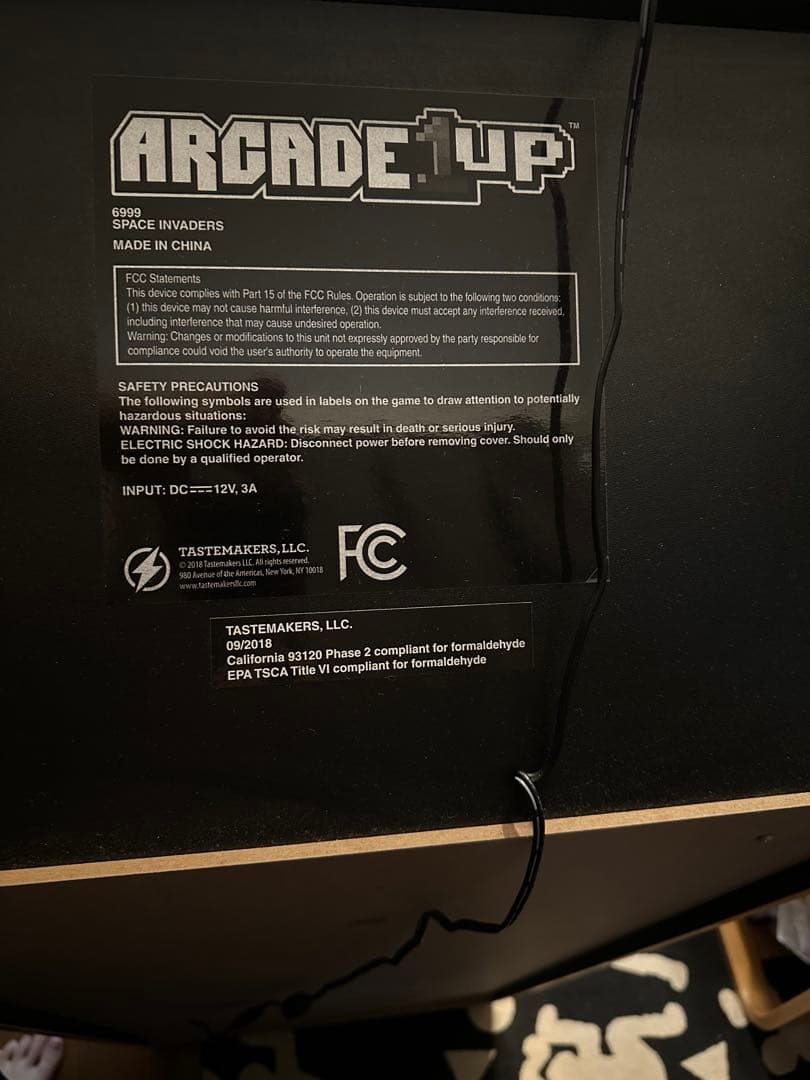 ARCADE1UP™
6999
SPACE INVADERS
MADE IN CHINA
FCC Statements
This device complies with Part 15 of the FCC Rules. Operation is subject to the following two conditions:
(1) this device may not cause harmful interference, (2) this device must accept any interference received,
including interference that may cause undesired operation.
Warning: Changes or modifications to this unit not expressly approved by the party responsible for
compliance could void the user's authority to operate the equipment.
SAFETY PRECAUTIONS
The following symbols are used in labels on the game to draw attention to potentially
hazardous situations:
WARNING: Failure to avoid the risk may result in death or serious injury.
ELECTRIC SHOCK HAZARD: Disconnect power before removing cover. Should only
be done by a qualified operator.
INPUT: DC⎓12V, 3A
TASTEMAKERS, LLC.
© 2018 Tastemakers LLC. All rights reserved.
980 Avenue of the Americas, New York, NY 10018
www.tastemakersllc.com
FC
TASTEMAKERS, LLC.
09/2018
California 93120 Phase 2 compliant for formaldehyde
EPA TSCA Title VI compliant for formaldehyde